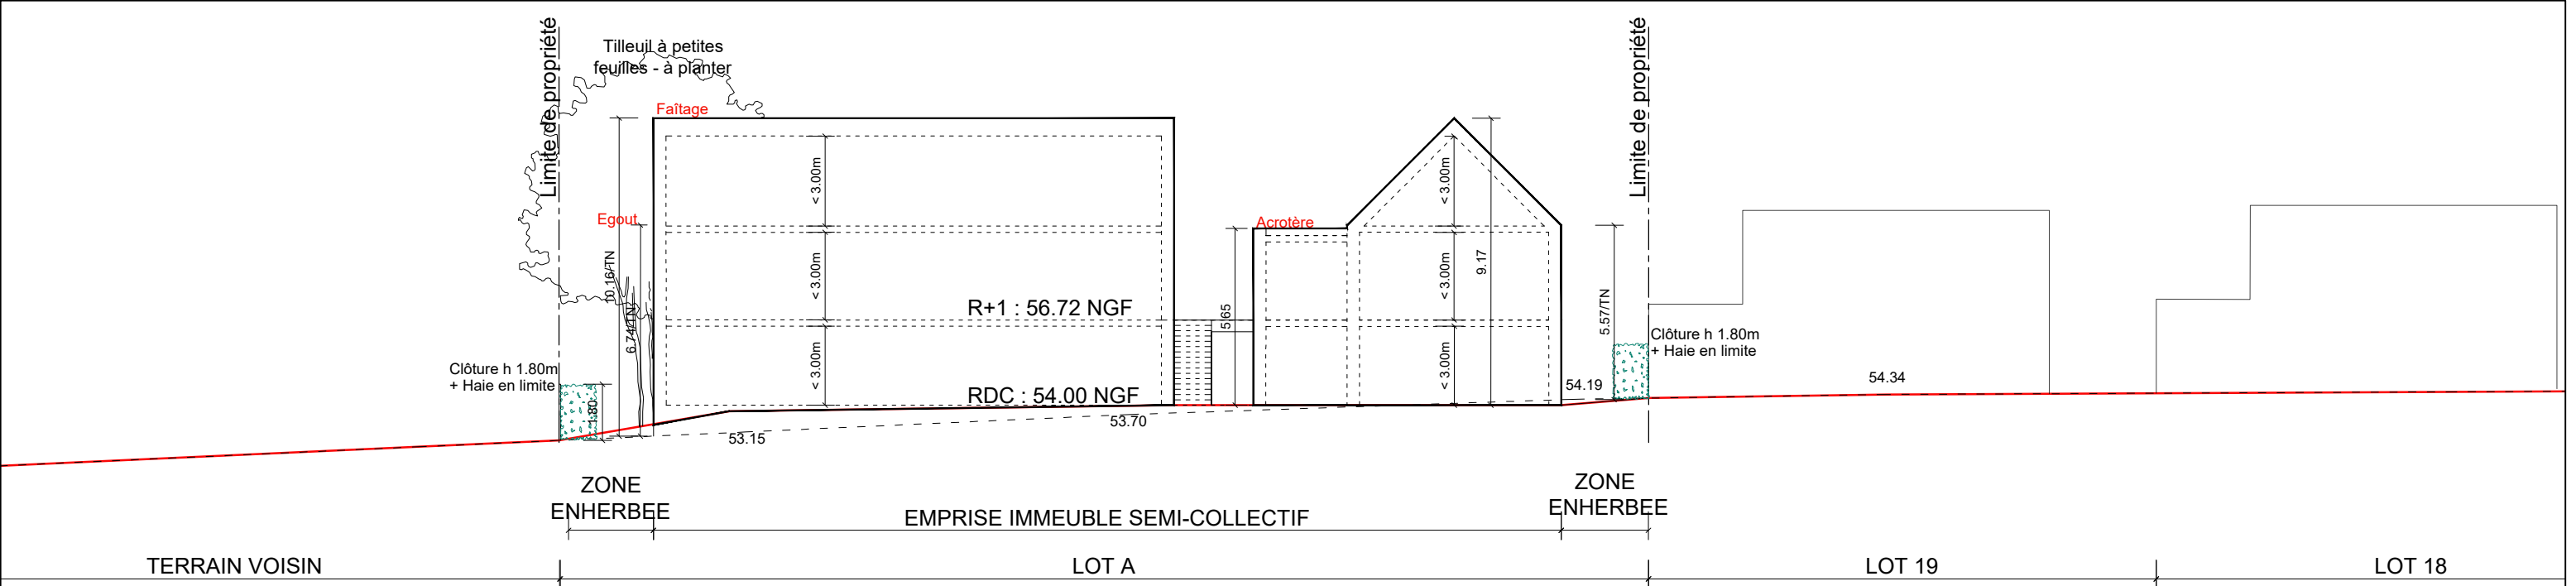 Limite de propriété
Tilleuil à petites
feuilles - à planter
Limite de propriété
Faîtage
Egout
Acrotère
< 3.00m
< 3.00m
< 3.00m
< 3.00m
< 3.00m
< 3.00m
10.16/TN
6.74/TN
9.17
5.65
5.57/TN
R+1 : 56.72 NGF
RDC : 54.00 NGF
Clôture h 1.80m
+ Haie en limite
1.80
Clôture h 1.80m
+ Haie en limite
54.19
54.34
53.15
53.70
ZONE
ENHERBEE
EMPRISE IMMEUBLE SEMI-COLLECTIF
ZONE
ENHERBEE
TERRAIN VOISIN
LOT A
LOT 19
LOT 18